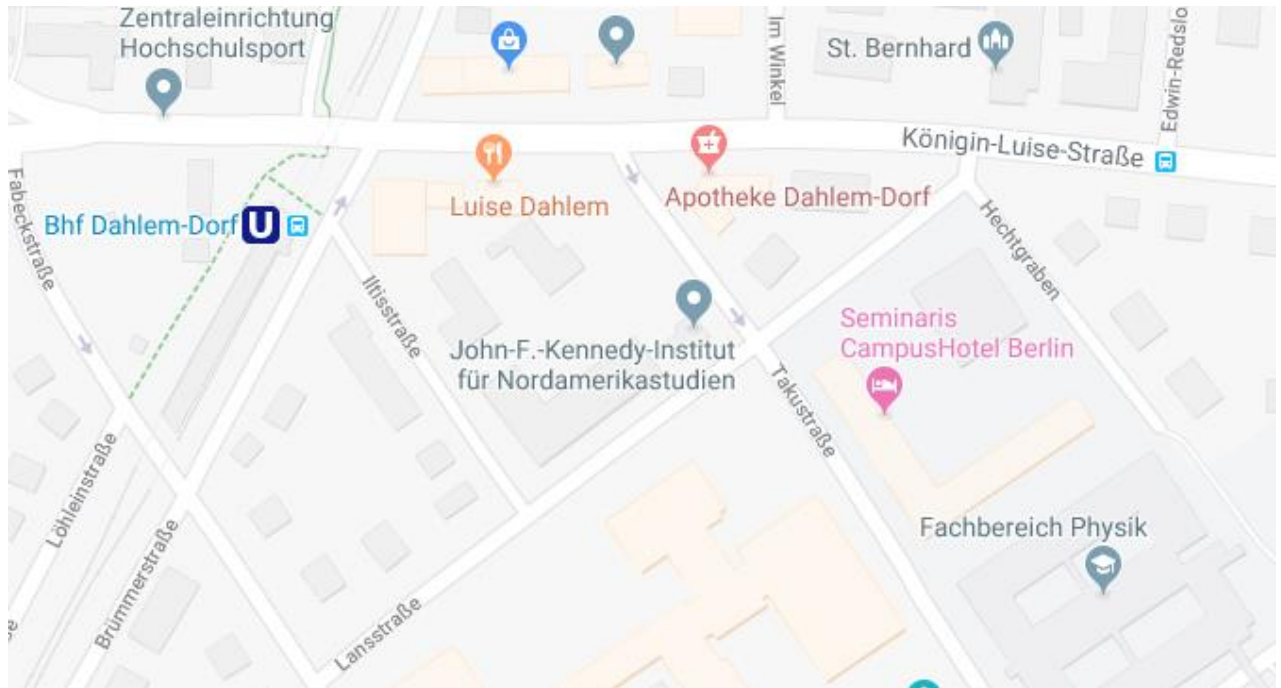 Zentraleinrichtung
Hochschulsport
Im Winkel
St. Bernhard
Edwin-Redslo
Königin-Luise-Straße
Luise Dahlem
Apotheke Dahlem-Dorf
Fabeckstraße
Bhf Dahlem-Dorf
U
Hechtgraben
Iltisstraße
John-F.-Kennedy-Institut
für Nordamerikastudien
Seminaris
CampusHotel Berlin
Takustraße
Löhleinstraße
Brümmerstraße
Fachbereich Physik
Lansstraße